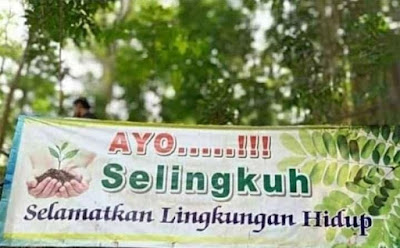 AYO.....!!!
Selingkuh
Selamatkan Lingkungan Hidup